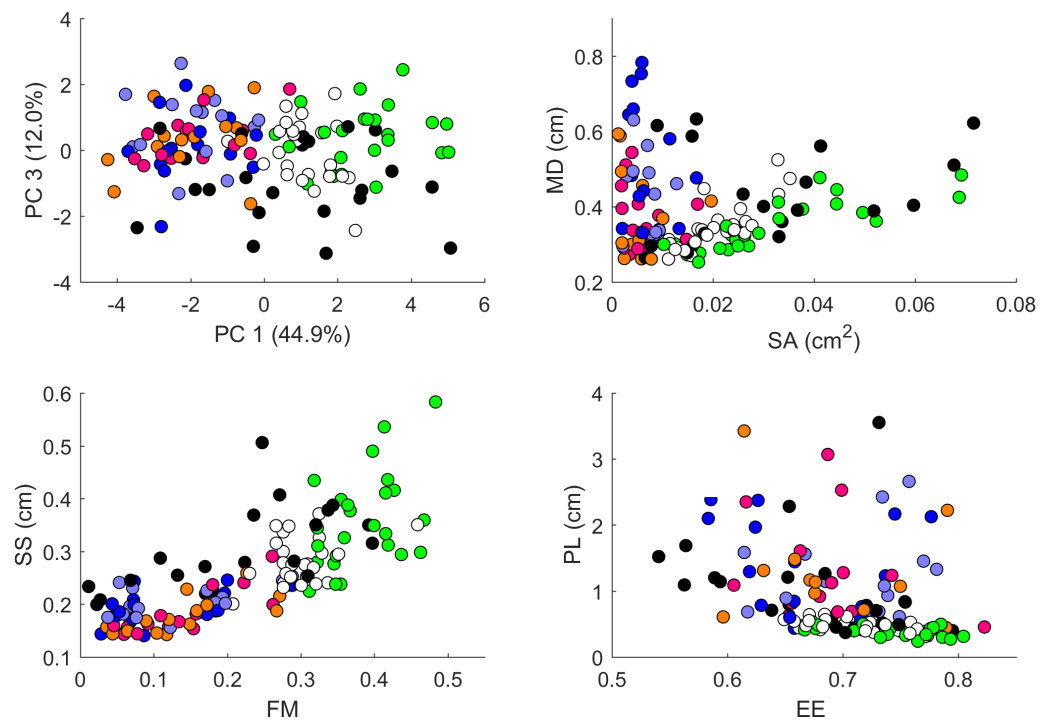 4
2
0
-2
-4
PC 3 (12.0%)
-4 -2 0 2 4 6
PC 1 (44.9%)
0.8
0.6
0.4
0.2
MD (cm)
0 0.02 0.04 0.06 0.08
SA (cm²)
0.6
0.5
0.4
0.3
0.2
0.1
SS (cm)
0 0.1 0.2 0.3 0.4 0.5
FM
4
3
2
1
0
PL (cm)
0.5 0.6 0.7 0.8
EE